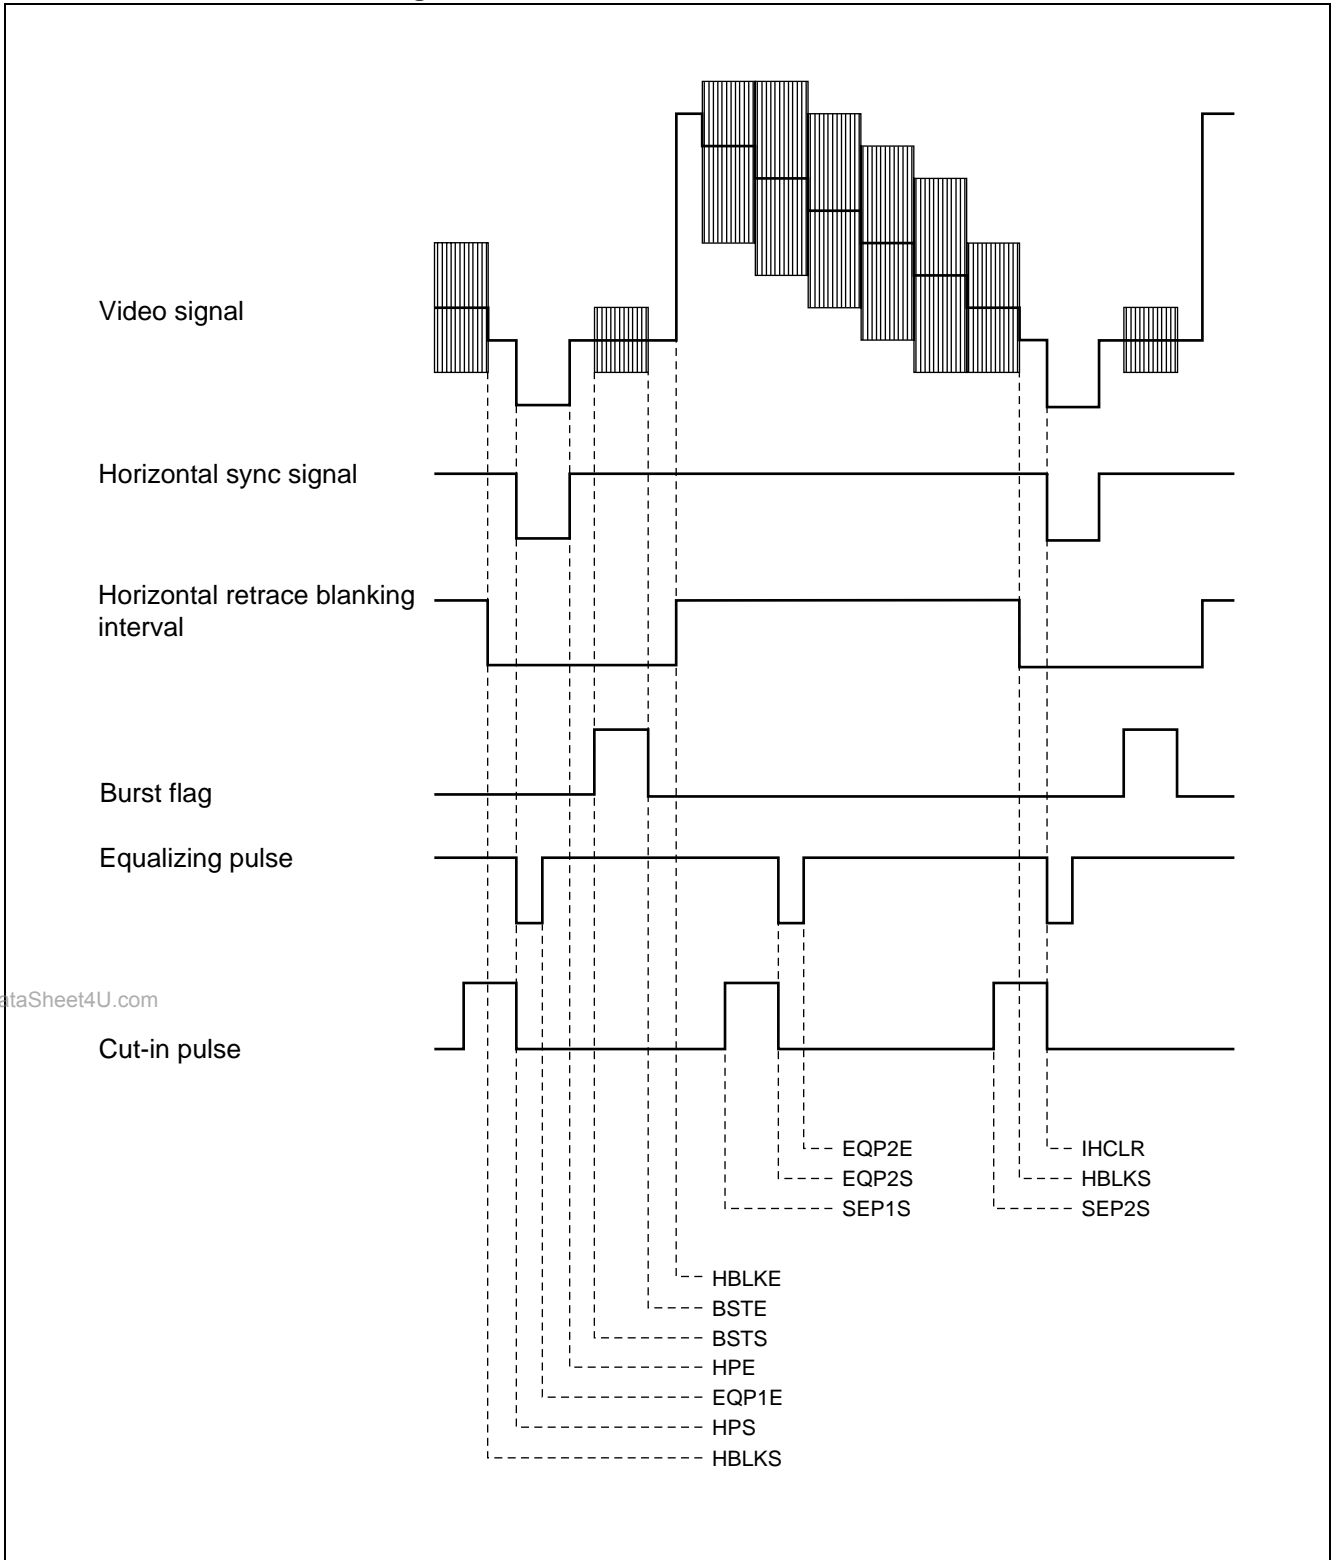 Video signal
Horizontal sync signal
Horizontal retrace blanking
interval
Burst flag
Equalizing pulse
ataSheet4U.com
Cut-in pulse
EQP2E
EQP2S
SEP1S
IHCLR
HBLKS
SEP2S
HBLKE
BSTE
BSTS
HPE
EQP1E
HPS
HBLKS